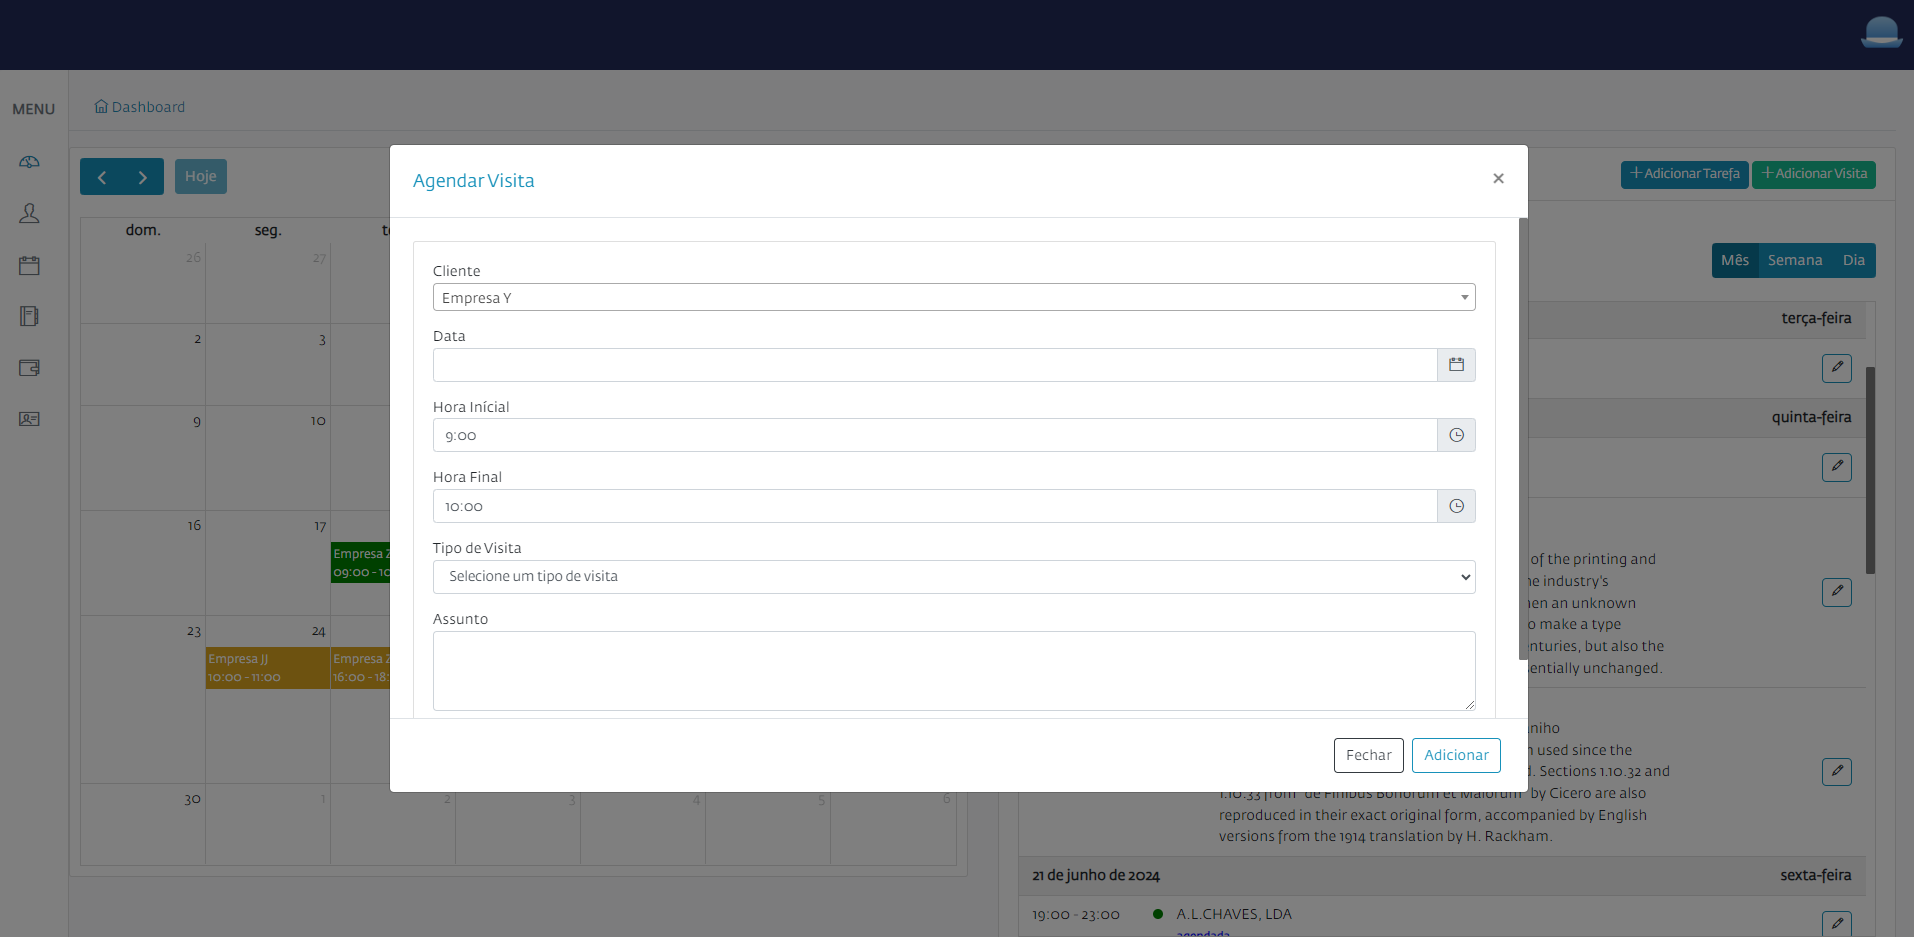 MENU
Dashboard
Hoje
Adicionar Tarefa
Adicionar Visita
dom.
seg.
Mês
Semana
Dia
26
27
2
3
9
10
16
17
Empresa Z
09:00 - 10
23
24
Empresa JJ
10:00 - 11:00
Empresa Z
16:00 - 18:
30
1
2
3
4
5
6
Agendar Visita
×
Cliente
Empresa Y
Data
Hora Inícial
9:00
Hora Final
10:00
Tipo de Visita
Selecione um tipo de visita
Assunto
Fechar
Adicionar
terça-feira
quinta-feira
of the printing and
industry's
an unknown
make a type
but also the
unchanged.
used since the
Sections 1.10.32 and
1.10.33 from "de Finibus Bonorum et Malorum" by Cicero are also
reproduced in their exact original form, accompanied by English
versions from the 1914 translation by H. Rackham.
21 de junho de 2024
sexta-feira
19:00 - 23:00
A.L.CHAVES, LDA
agendada